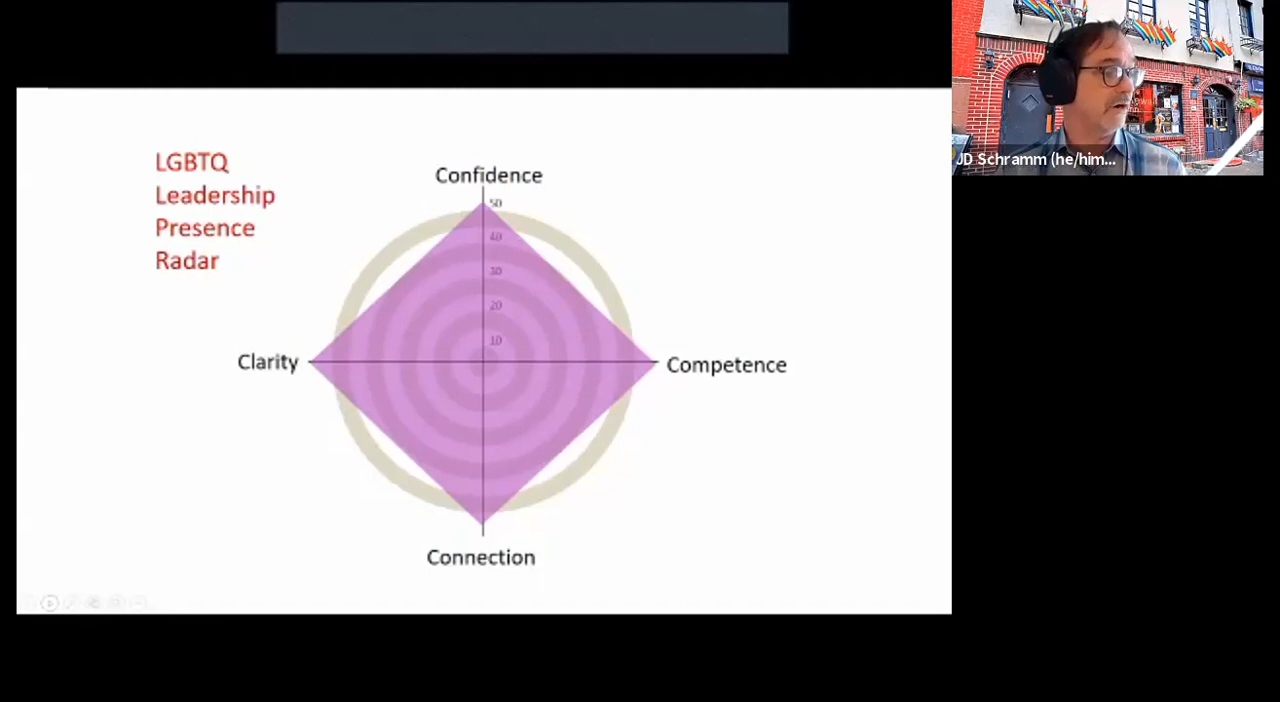 LGBTQ
Leadership
Presence
Radar
Confidence
50
40
30
20
10
Clarity
Competence
Connection
JD Schramm (he/him...